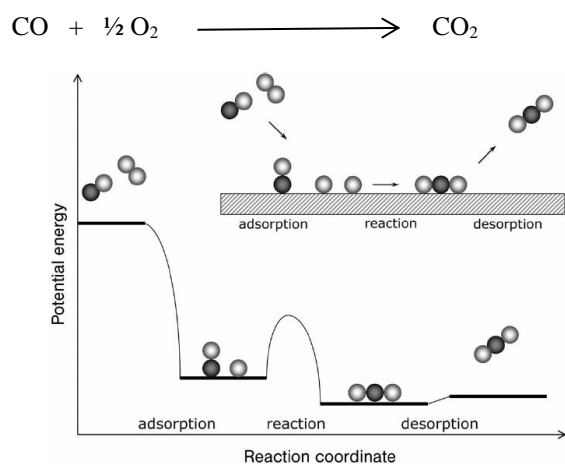 CO + ½ O₂ ⟶ CO₂
adsorption reaction desorption
Potential energy
adsorption reaction desorption
Reaction coordinate